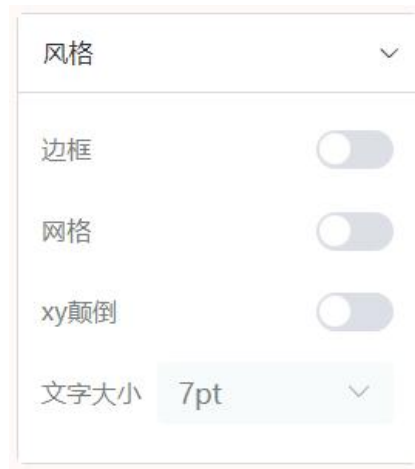 风格
边框
网格
xy颠倒
文字大小 7pt